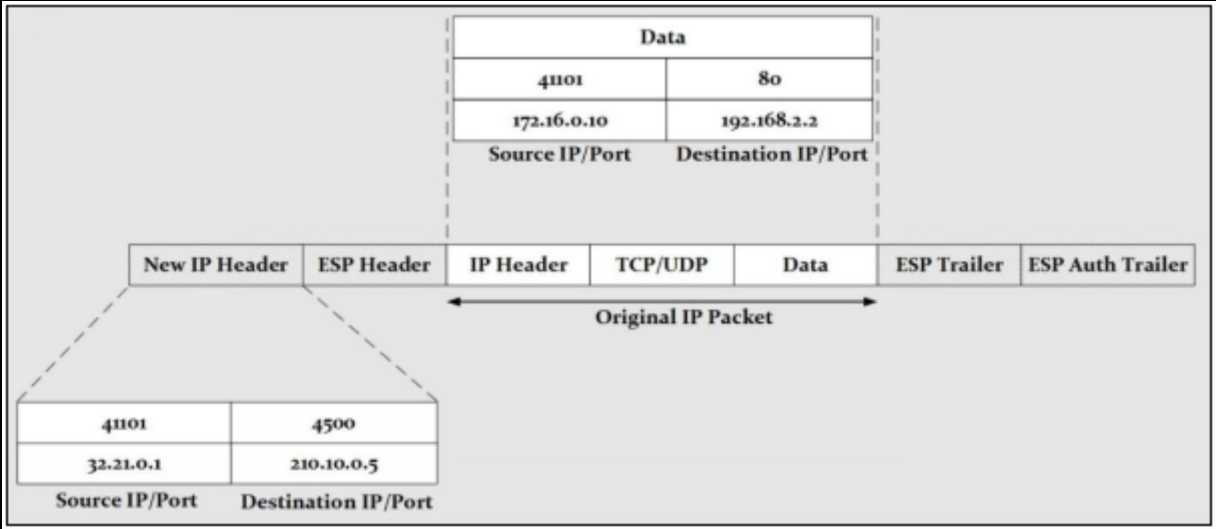 Data
41101 80
172.16.0.10 192.168.2.2
Source IP/Port Destination IP/Port
New IP Header ESP Header IP Header TCP/UDP Data ESP Trailer ESP Auth Trailer
Original IP Packet
41101 4500
32.21.0.1 210.10.0.5
Source IP/Port Destination IP/Port